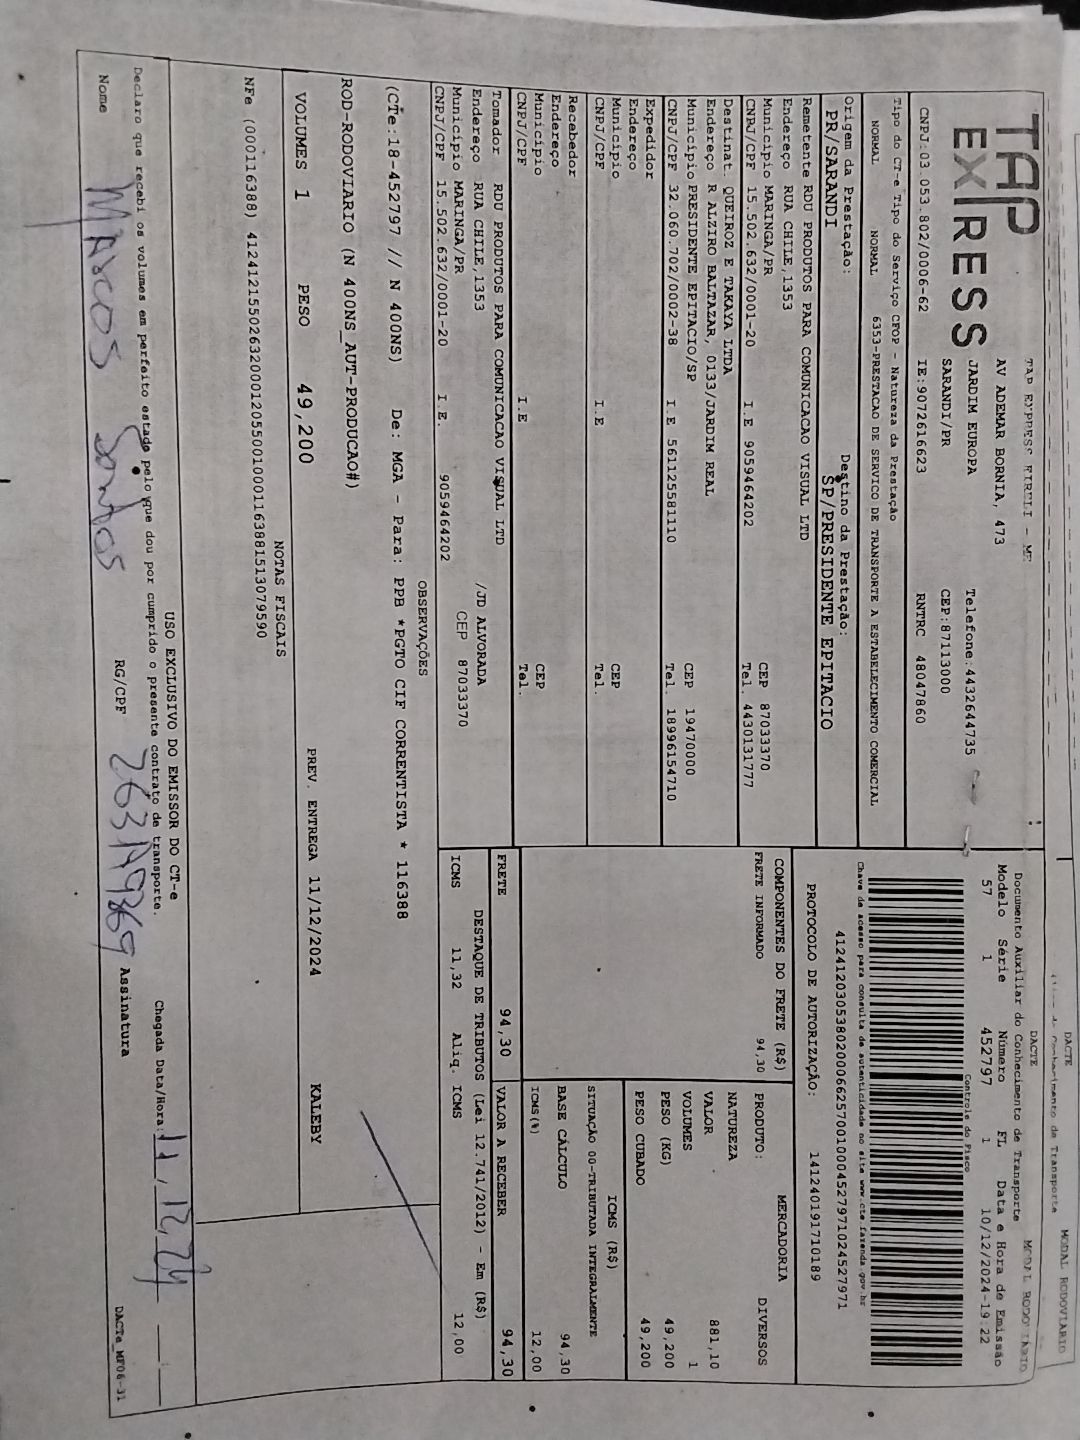 DACTE
MODAL RODOVIARIO
TAP EXPRESS
TAP EXPRESS EIRELI - ME
AV ADEMAR BORNIA, 473
JARDIM EUROPA
Telefone:4432644735
SARANDI/PR
CEP:87113000
CNPJ:03.053.802/0006-62
IE:9072616623
RNTRC 48047860
DACTE
MODAL RODOVIARIO
Documento Auxiliar do Conhecimento de Transporte
Modelo Série Número FL Data e Hora de Emissão
57 1 452797 1 10/12/2024-19:22
Controle do Fisco
Chave de acesso para consulta de autenticidade no site www.cte.fazenda.gov.br
41241203053802000662570010004527971024527971
PROTOCOLO DE AUTORIZAÇÃO: 141240191710189
Tipo do CT-e Tipo do Serviço CFOP - Natureza da Prestação
NORMAL NORMAL 6353-PRESTACAO DE SERVICO DE TRANSPORTE A ESTABELECIMENTO COMERCIAL
Origem da Prestação: Destino da Prestação:
PR/SARANDI SP/PRESIDENTE EPITACIO
Remetente RDU PRODUTOS PARA COMUNICACAO VISUAL LTD
Endereço RUA CHILE,1353
Município MARINGA/PR CEP 87033370
CNPJ/CPF 15.502.632/0001-20 I.E 9059464202 Tel. 4430131777
Destinat. QUEIROZ E TAKAYA LTDA
Endereço R ALZIRO BALTAZAR, 0133/JARDIM REAL
Município PRESIDENTE EPITACIO/SP CEP 19470000
CNPJ/CPF 32.060.702/0002-38 I.E 561125581110 Tel. 18996154710
Expedidor
Endereço
Município CEP
CNPJ/CPF I.E Tel.
Recebedor
Endereço
Município CEP
CNPJ/CPF I.E Tel.
Tomador RDU PRODUTOS PARA COMUNICACAO VISUAL LTD
Endereço RUA CHILE,1353 /JD ALVORADA
Município MARINGA/PR CEP 87033370
CNPJ/CPF 15.502.632/0001-20 I.E. 9059464202
COMPONENTES DO FRETE (R$)
FRETE INFORMADO 94,30
PRODUTO: MERCADORIA DIVERSOS
NATUREZA
VALOR 881,10
VOLUMES 1
PESO (KG) 49,200
PESO CUBADO 49,200
ICMS (R$)
SITUAÇÃO 00-TRIBUTADA INTEGRALMENTE
BASE CÁLCULO 94,30
ICMS(%) 12,00
FRETE 94,30 VALOR A RECEBER 94,30
DESTAQUE DE TRIBUTOS (Lei 12.741/2012) - Em (R$)
ICMS 11,32 Aliq. ICMS 12,00
OBSERVAÇÕES
(CTe:18-452797 // N 400NS) De: MGA - Para: PPB *PGTO CIF CORRENTISTA * 116388
ROD-RODOVIARIO (N 400NS_AUT-PRODUCAO#)
VOLUMES 1 PESO 49,200 PREV. ENTREGA 11/12/2024 KALEBY
NOTAS FISCAIS
NFe (000116388) 41241215502632000120550010001163881513079590
USO EXCLUSIVO DO EMISSOR DO CT-e
Declaro que recebi os volumes em perfeito estado pelo que dou por cumprido o presente contrato de transporte.
Chegada Data/Hora: 11, 12, 24
Nome Marcos Santos RG/CPF Assinatura
DACTe_MF06-31